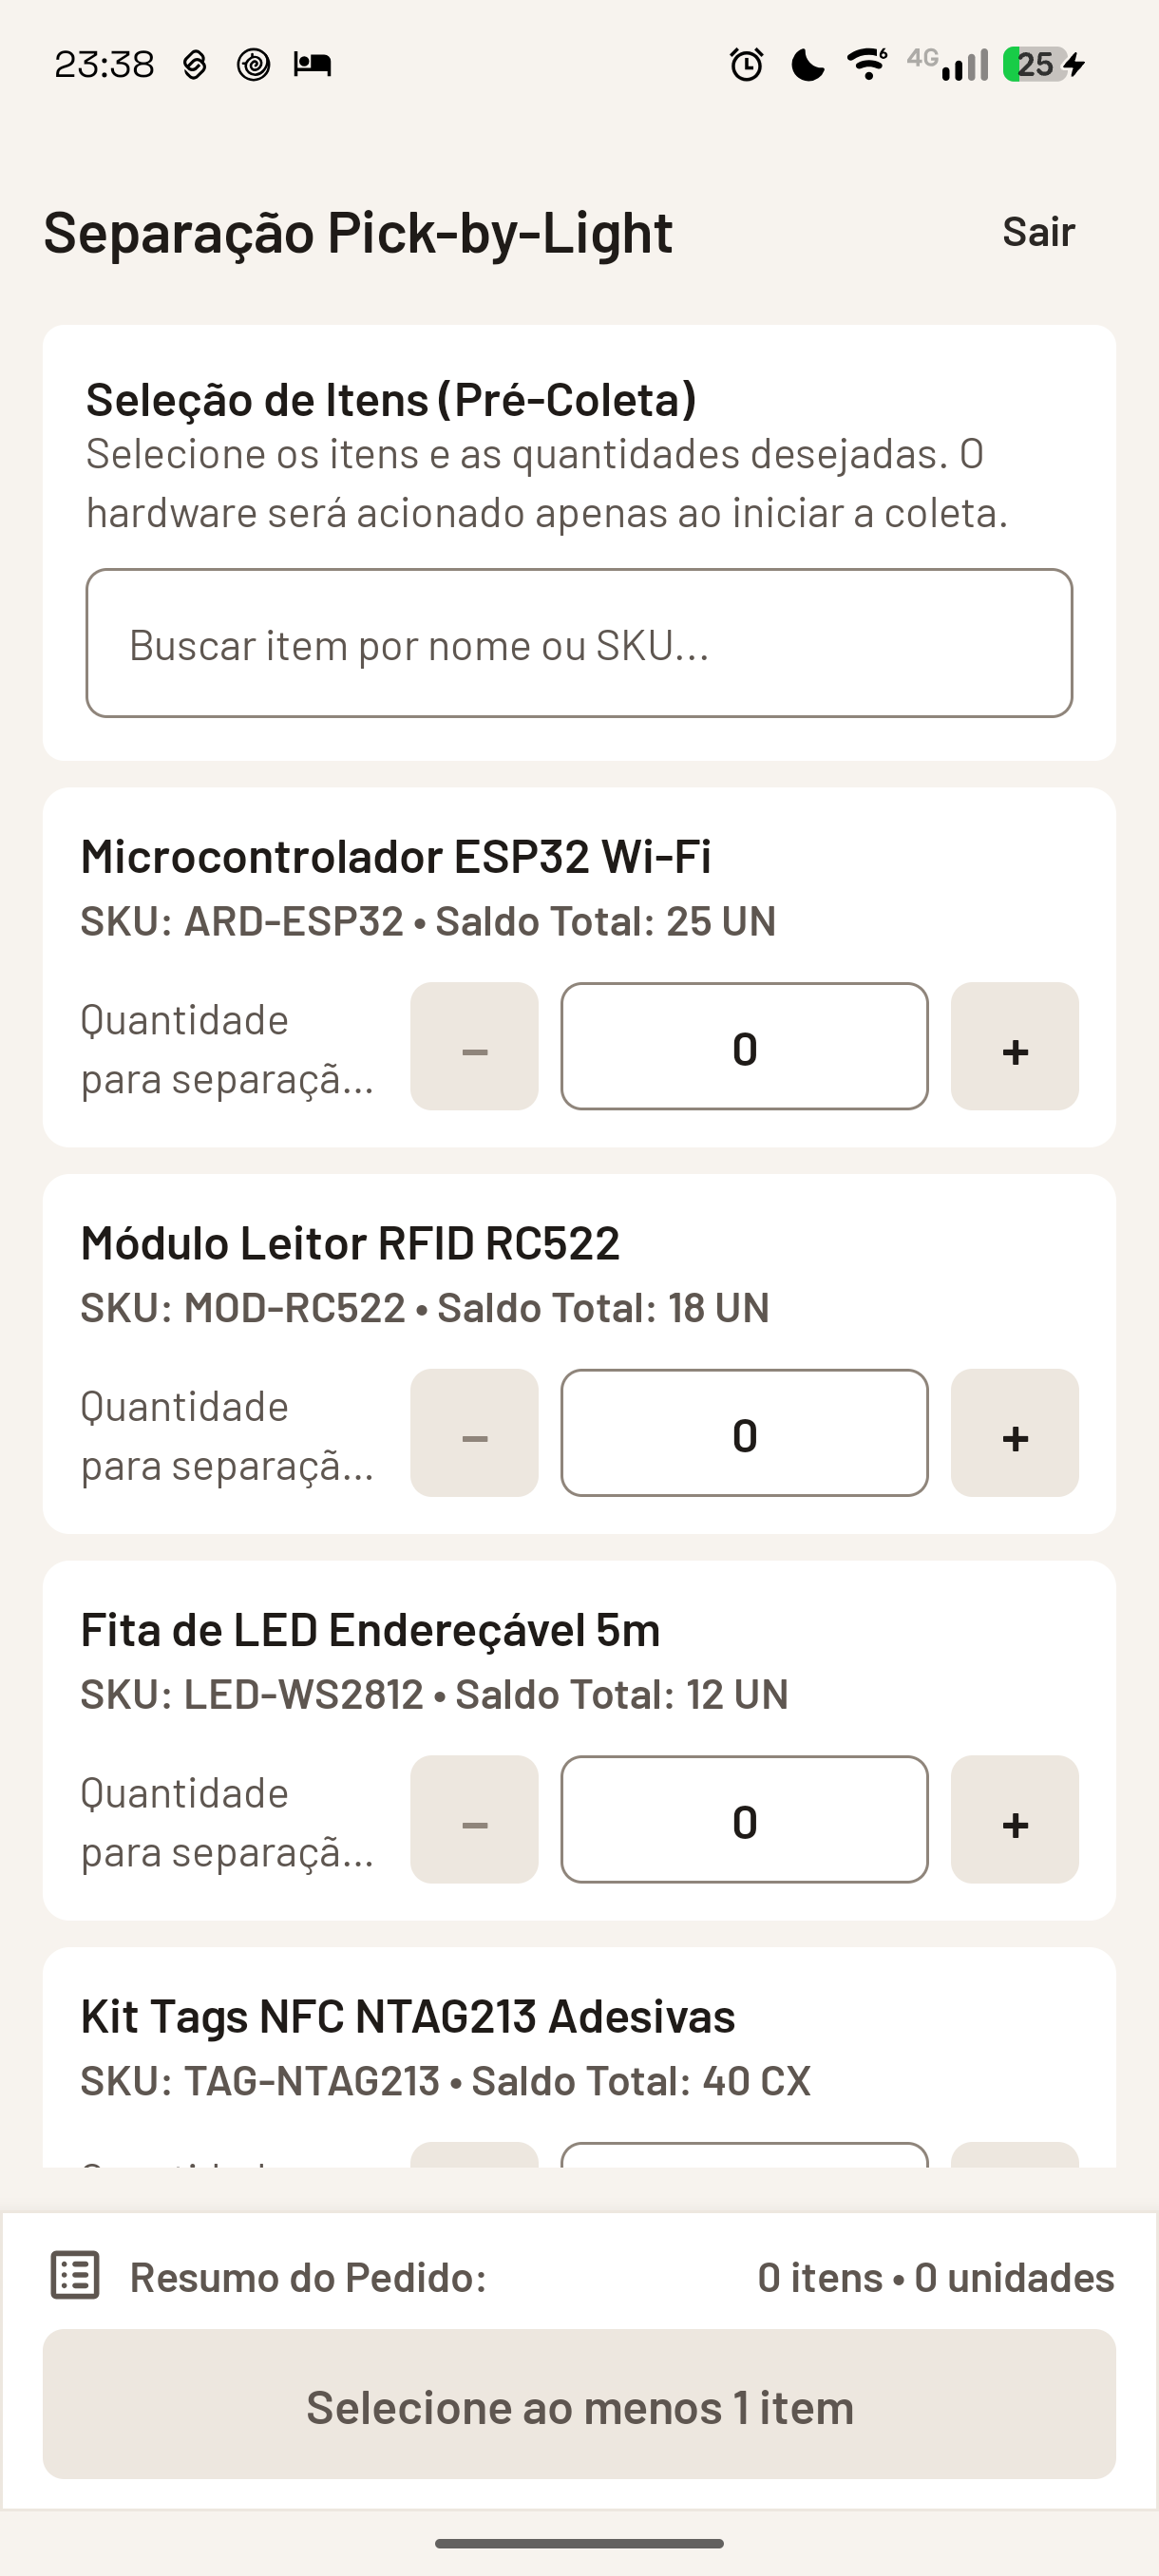 23:38
6
4G
25
Separação Pick-by-Light
Sair
Seleção de Itens (Pré-Coleta)
Selecione os itens e as quantidades desejadas. O
hardware será acionado apenas ao iniciar a coleta.
Buscar item por nome ou SKU...
Microcontrolador ESP32 Wi-Fi
SKU: ARD-ESP32 • Saldo Total: 25 UN
Quantidade
para separaçã...
− 0 +
Módulo Leitor RFID RC522
SKU: MOD-RC522 • Saldo Total: 18 UN
Quantidade
para separaçã...
− 0 +
Fita de LED Endereçável 5m
SKU: LED-WS2812 • Saldo Total: 12 UN
Quantidade
para separaçã...
− 0 +
Kit Tags NFC NTAG213 Adesivas
SKU: TAG-NTAG213 • Saldo Total: 40 CX
Resumo do Pedido:
0 itens • 0 unidades
Selecione ao menos 1 item